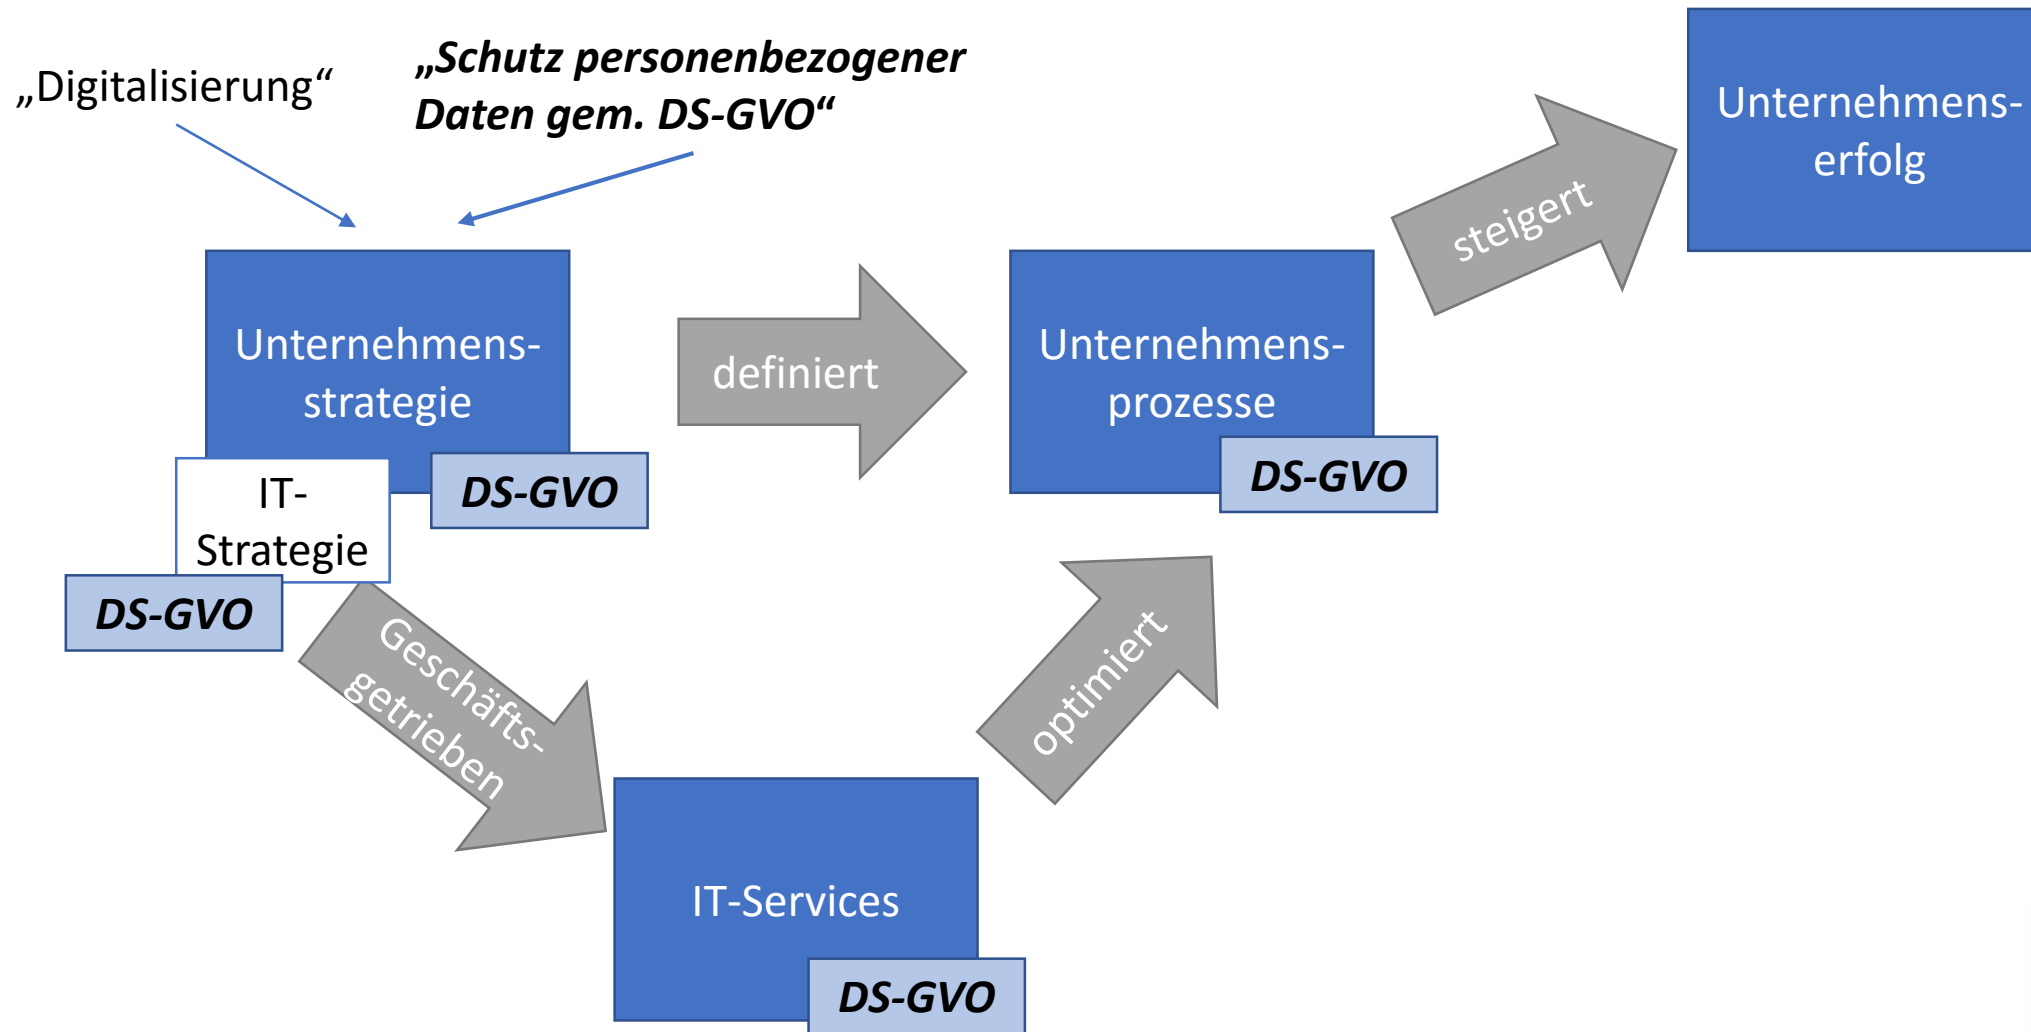 „Digitalisierung“
„Schutz personenbezogener
Daten gem. DS-GVO“
Unternehmens-
erfolg
steigert
Unternehmens-
strategie
definiert
Unternehmens-
prozesse
DS-GVO
IT-
Strategie
DS-GVO
DS-GVO
Geschäfts-
getrieben
optimiert
IT-Services
DS-GVO